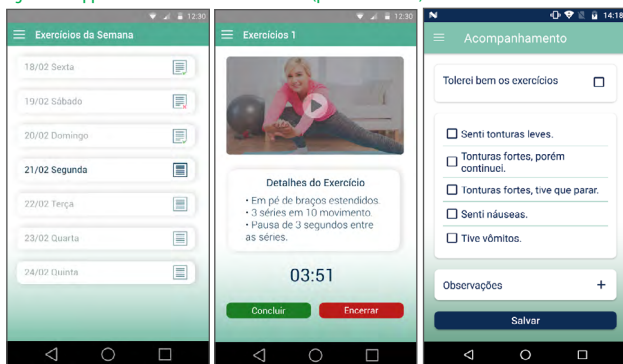 12:30
Exercícios da Semana
18/02 Sexta
19/02 Sábado
20/02 Domingo
21/02 Segunda
22/02 Terça
23/02 Quarta
24/02 Quinta
12:30
Exercícios 1
Detalhes do Exercício
• Em pé de braços estendidos.
• 3 séries em 10 movimento.
• Pausa de 3 segundos entre
as séries.
03:51
Concluir
Encerrar
14:18
Acompanhamento
Tolerei bem os exercícios
Senti tonturas leves.
Tonturas fortes, porém
continuei.
Tonturas fortes, tive que parar.
Senti náuseas.
Tive vômitos.
Observações +
Salvar